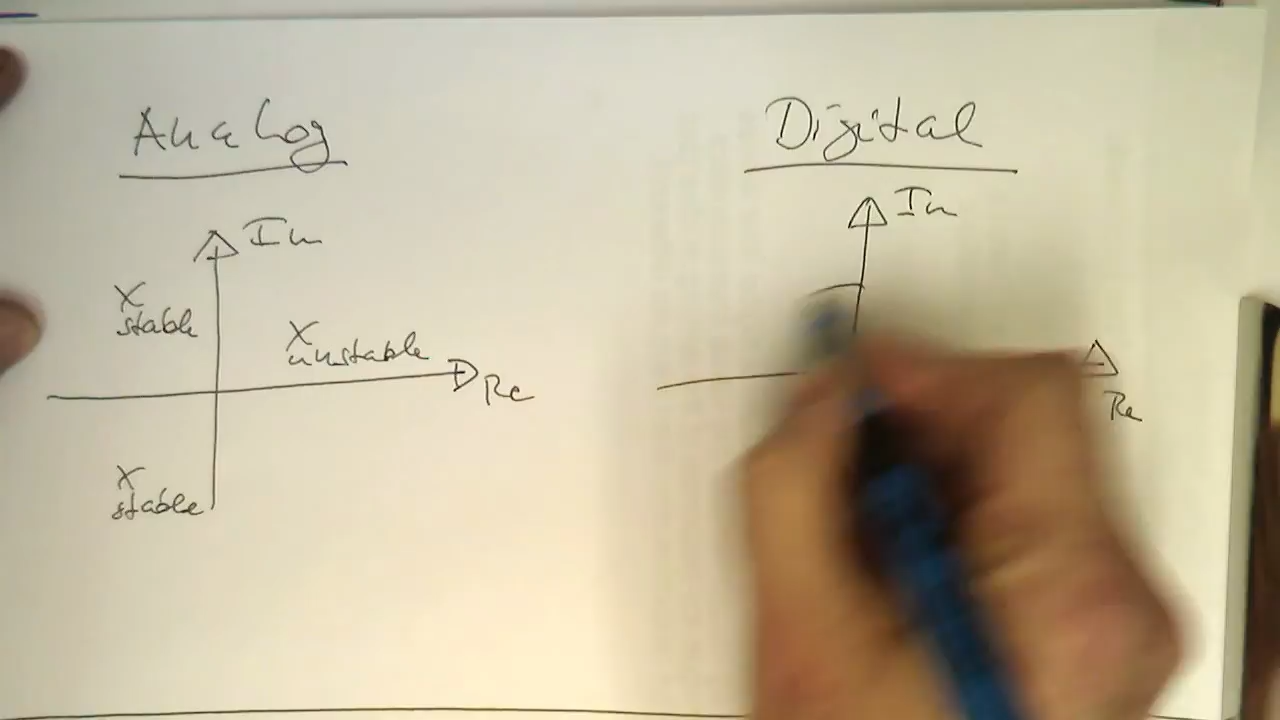 Analog
Im
X
stable
X
unstable
Re
X
stable
Digital
Im
Re